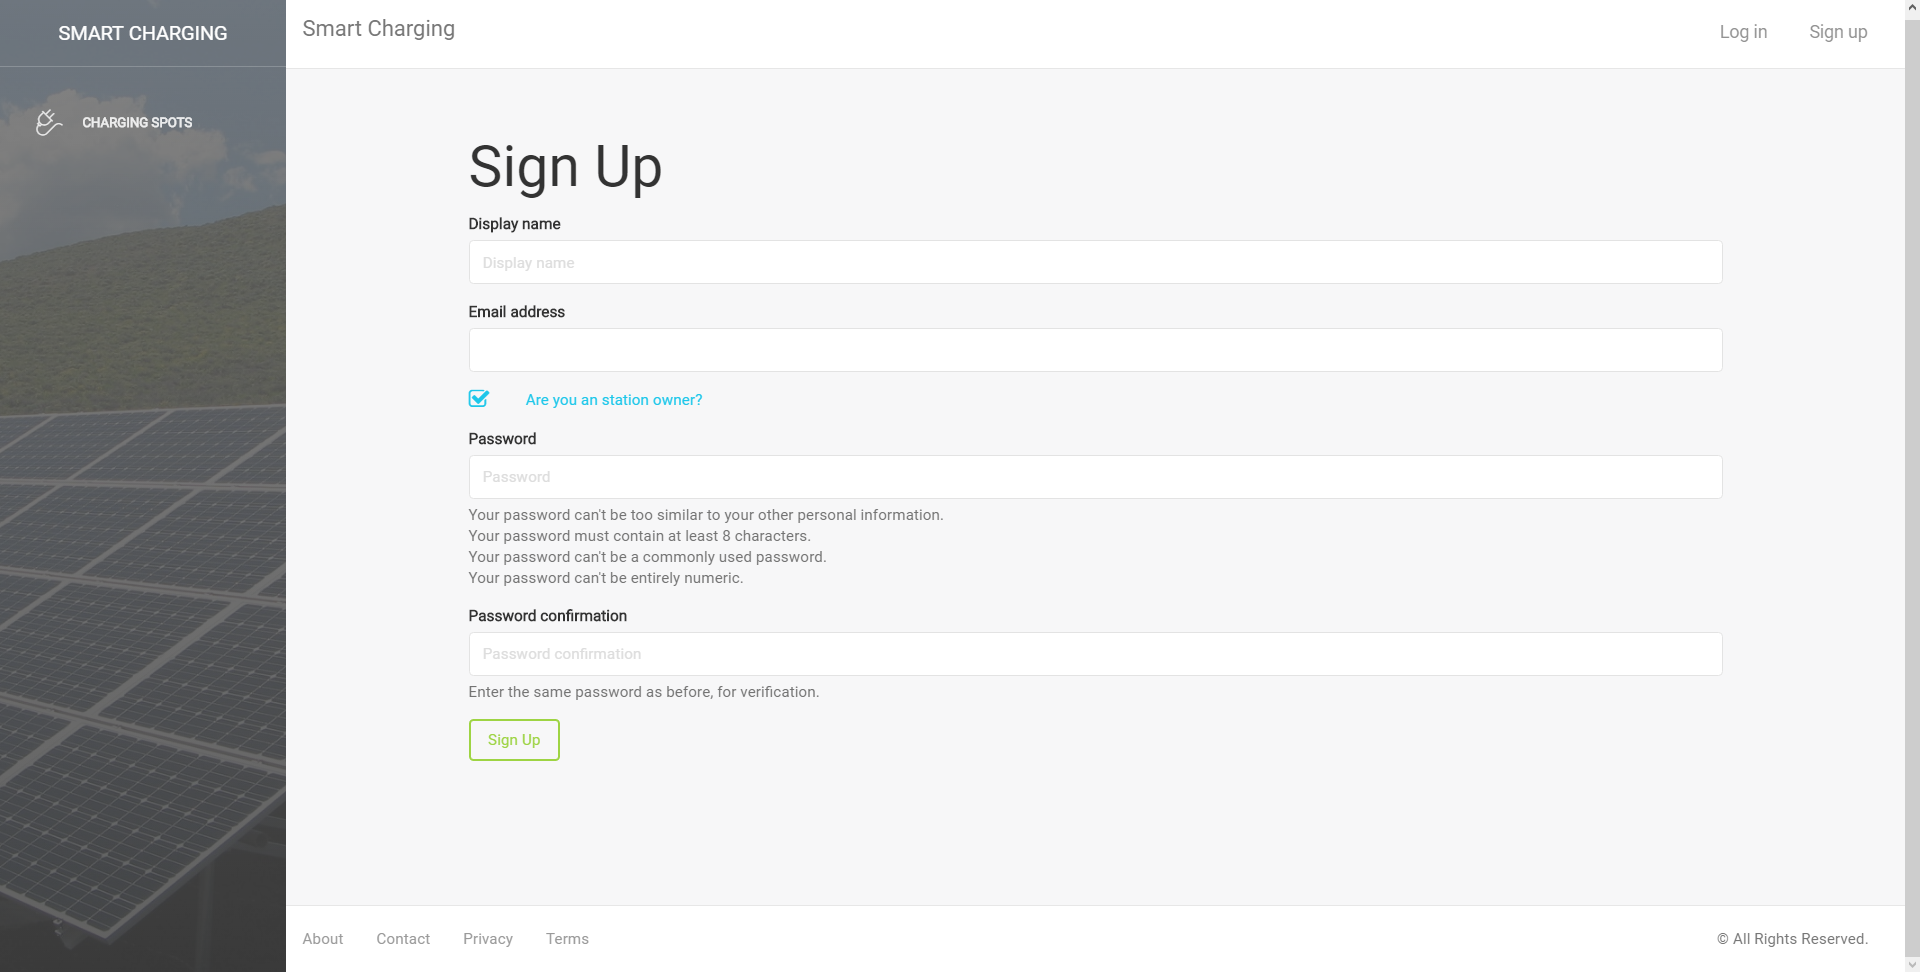 SMART CHARGING
CHARGING SPOTS
Smart Charging
Log in
Sign up
Sign Up
Display name
Display name
Email address
Are you an station owner?
Password
Password
Your password can't be too similar to your other personal information.
Your password must contain at least 8 characters.
Your password can't be a commonly used password.
Your password can't be entirely numeric.
Password confirmation
Password confirmation
Enter the same password as before, for verification.
Sign Up
About
Contact
Privacy
Terms
© All Rights Reserved.